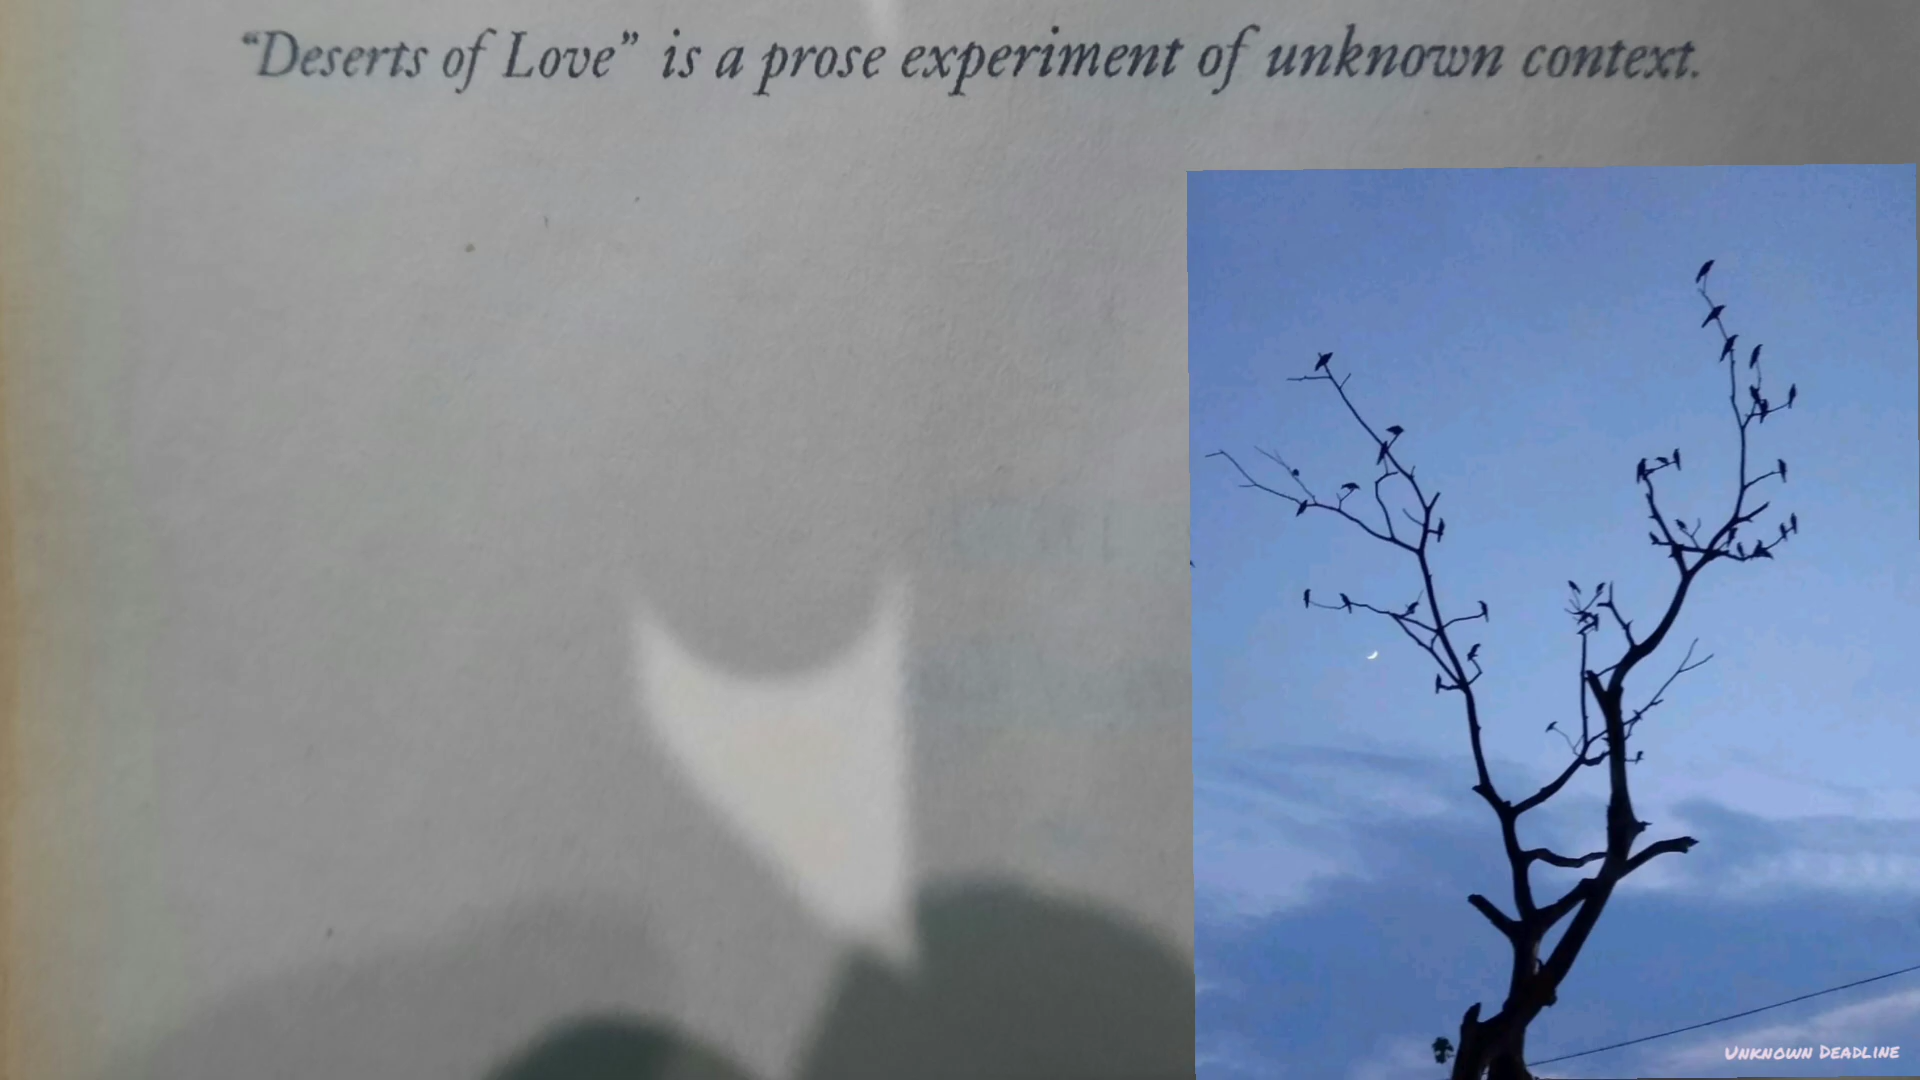 “Deserts of Love” is a prose experiment of unknown context.
Unknown Deadline